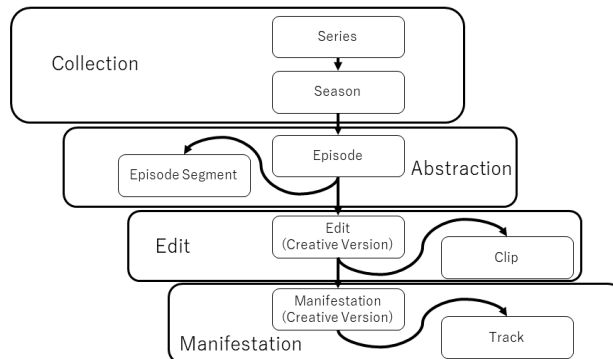 Series
Collection
Season
Episode
Abstraction
Episode Segment
Edit
(Creative Version)
Edit
Clip
Manifestation
(Creative Version)
Track
Manifestation